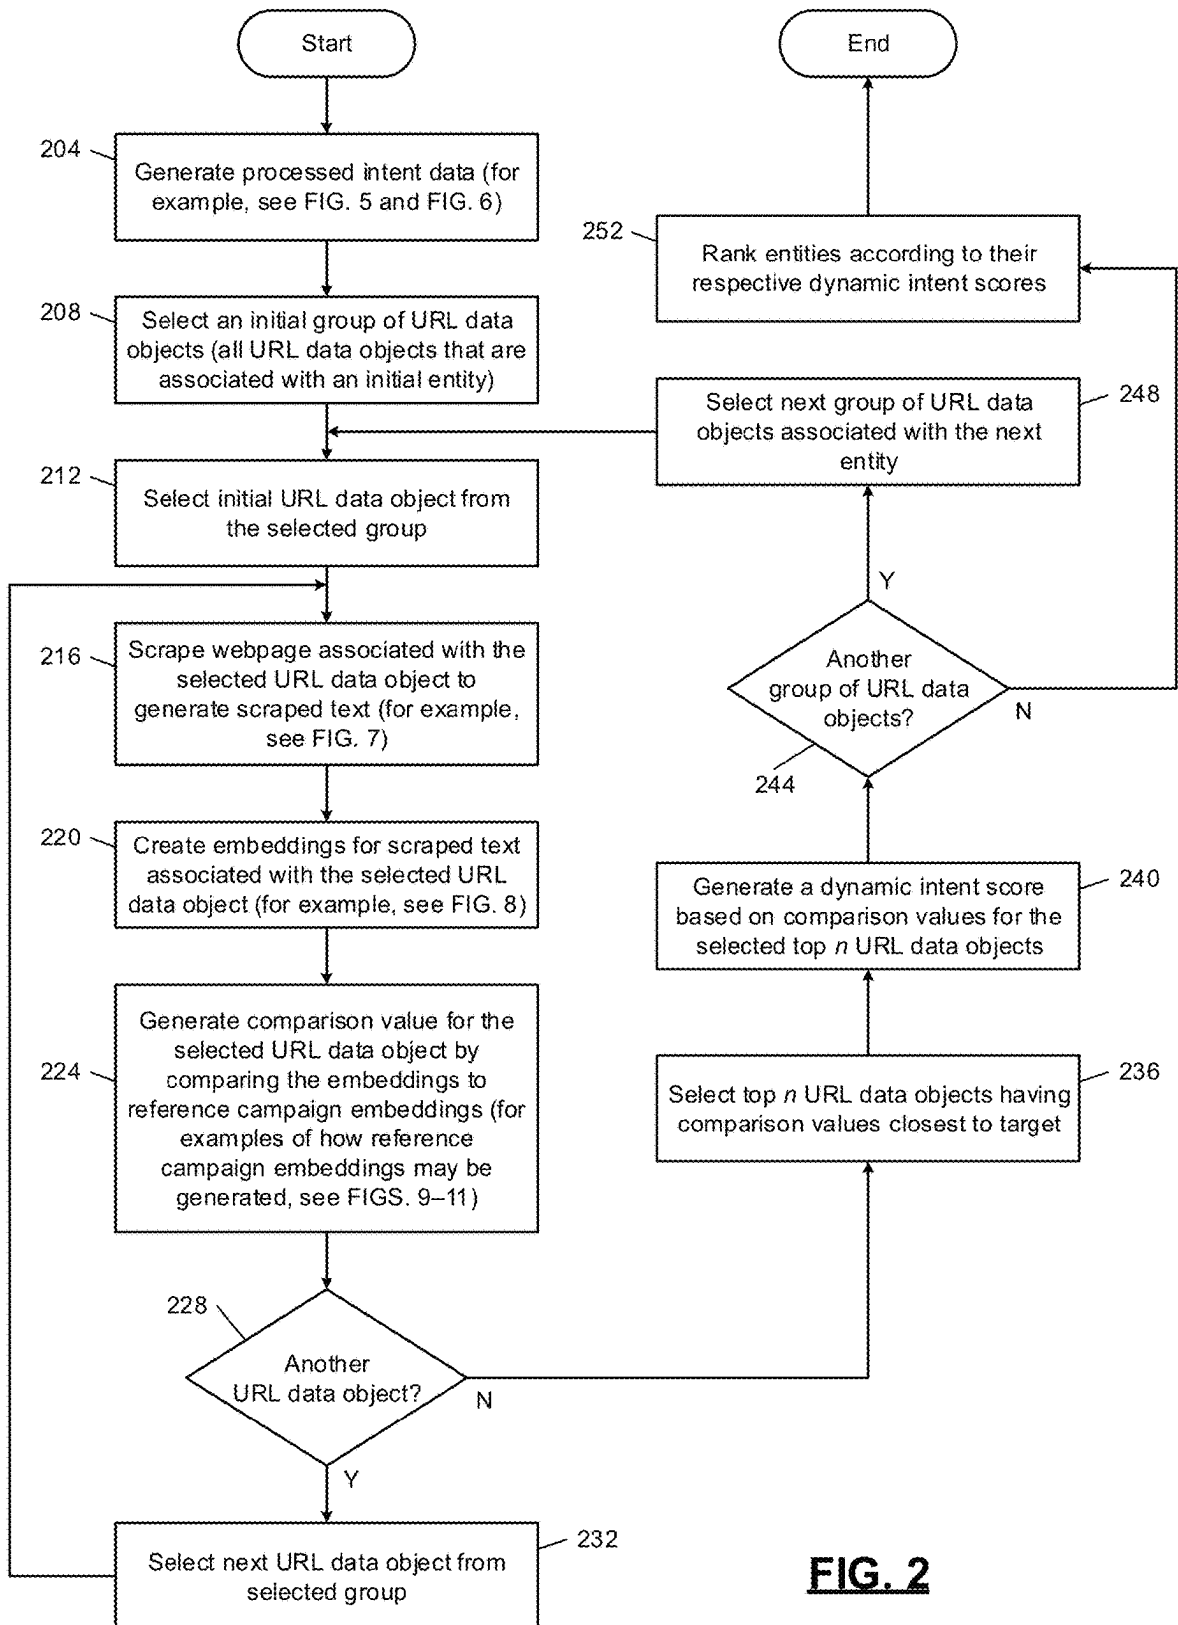 Start
204
Generate processed intent data (for
example, see FIG. 5 and FIG. 6)
208
Select an initial group of URL data
objects (all URL data objects that are
associated with an initial entity)
212
Select initial URL data object from
the selected group
216
Scrape webpage associated with the
selected URL data object to
generate scraped text (for example,
see FIG. 7)
220
Create embeddings for scraped text
associated with the selected URL
data object (for example, see FIG. 8)
224
Generate comparison value for the
selected URL data object by
comparing the embeddings to
reference campaign embeddings (for
examples of how reference
campaign embeddings may be
generated, see FIGS. 9–11)
228
Another
URL data object?
N
Y
232
Select next URL data object from
selected group
236
Select top n URL data objects having
comparison values closest to target
240
Generate a dynamic intent score
based on comparison values for the
selected top n URL data objects
244
Another
group of URL data
objects?
Y
N
248
Select next group of URL data
objects associated with the next
entity
252
Rank entities according to their
respective dynamic intent scores
End
FIG. 2